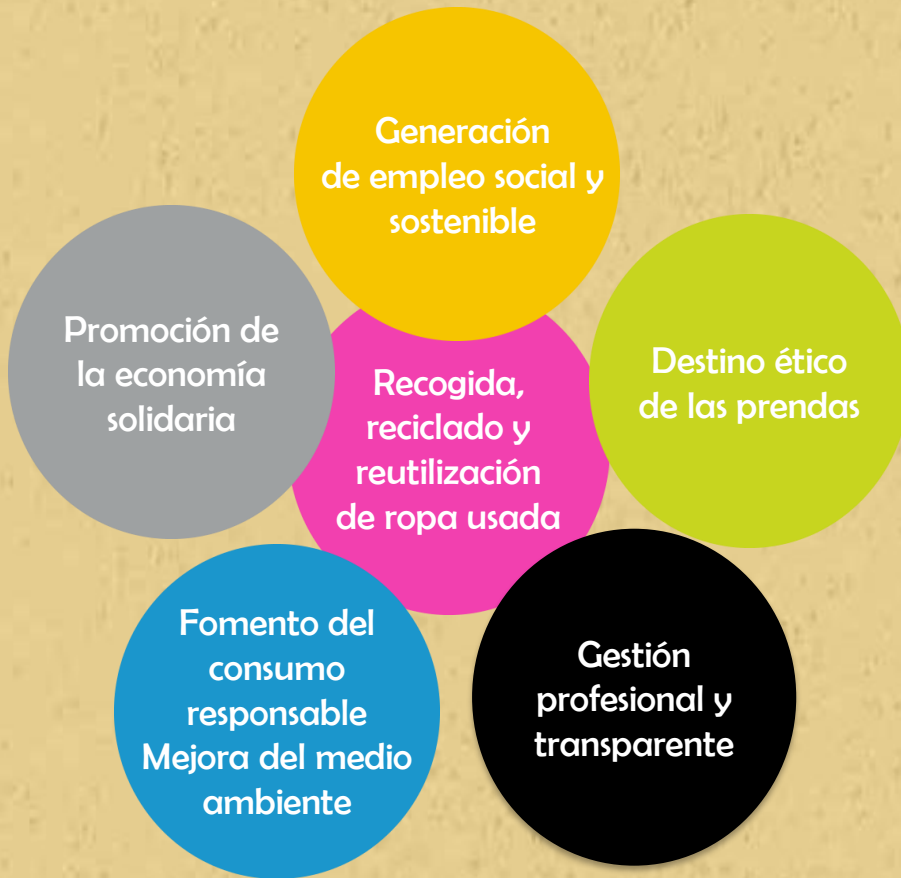 Generación
de empleo social y
sostenible
Promoción de
la economía
solidaria
Recogida,
reciclado y
reutilización
de ropa usada
Destino ético
de las prendas
Fomento del
consumo
responsable
Mejora del medio
ambiente
Gestión
profesional y
transparente